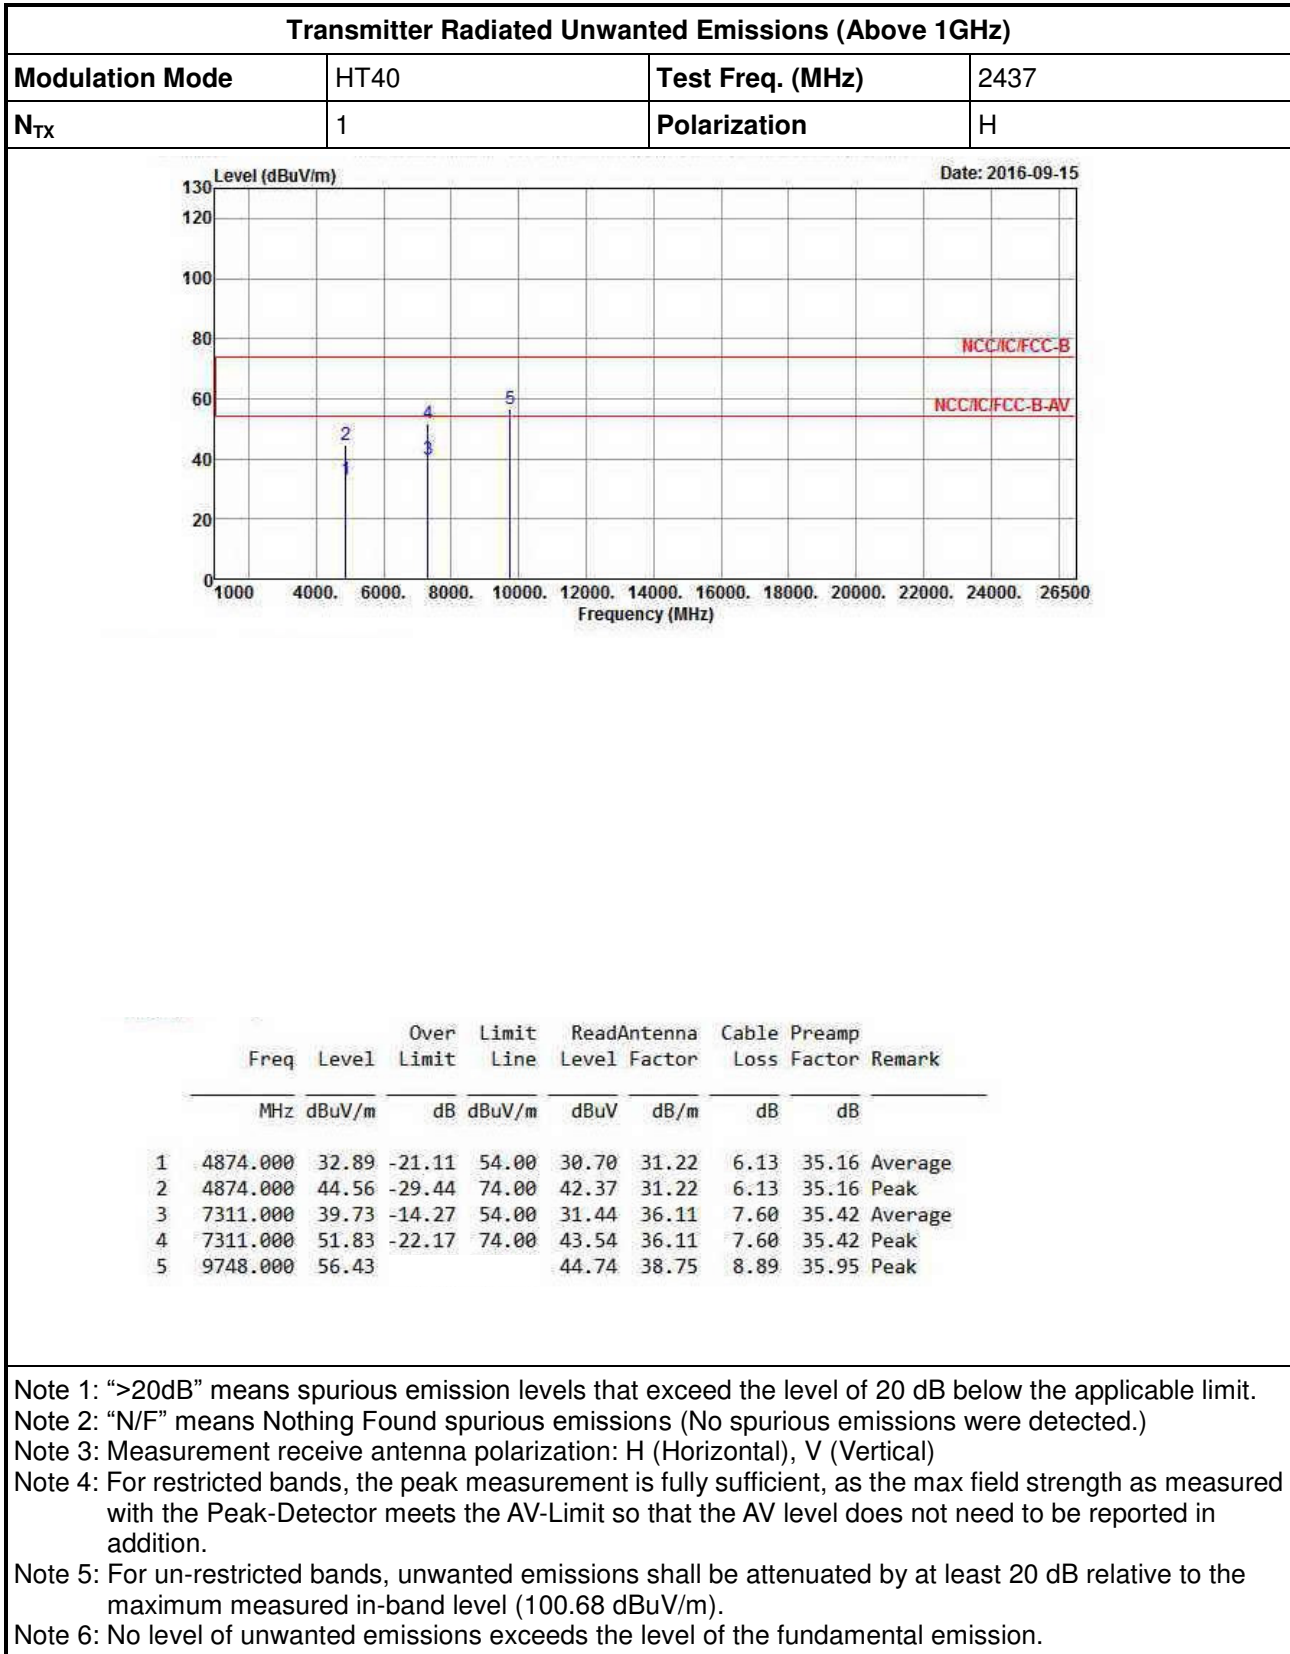 Transmitter Radiated Unwanted Emissions (Above 1GHz)
Modulation Mode HT40 Test Freq. (MHz) 2437
NTX 1 Polarization H
Level (dBuV/m) Date: 2016-09-15
130
120
100
80
60
40
20
0
NCC/IC/FCC-B
NCC/IC/FCC-B-AV
5
4
3
2
1
1000 4000. 6000. 8000. 10000. 12000. 14000. 16000. 18000. 20000. 22000. 24000. 26500
Frequency (MHz)
Over Limit ReadAntenna Cable Preamp
Freq Level Limit Line Level Factor Loss Factor Remark
MHz dBuV/m dB dBuV/m dBuV dB/m dB dB
1 4874.000 32.89 -21.11 54.00 30.70 31.22 6.13 35.16 Average
2 4874.000 44.56 -29.44 74.00 42.37 31.22 6.13 35.16 Peak
3 7311.000 39.73 -14.27 54.00 31.44 36.11 7.60 35.42 Average
4 7311.000 51.83 -22.17 74.00 43.54 36.11 7.60 35.42 Peak
5 9748.000 56.43 44.74 38.75 8.89 35.95 Peak
Note 1: “>20dB” means spurious emission levels that exceed the level of 20 dB below the applicable limit.
Note 2: “N/F” means Nothing Found spurious emissions (No spurious emissions were detected.)
Note 3: Measurement receive antenna polarization: H (Horizontal), V (Vertical)
Note 4: For restricted bands, the peak measurement is fully sufficient, as the max field strength as measured
with the Peak-Detector meets the AV-Limit so that the AV level does not need to be reported in
addition.
Note 5: For un-restricted bands, unwanted emissions shall be attenuated by at least 20 dB relative to the
maximum measured in-band level (100.68 dBuV/m).
Note 6: No level of unwanted emissions exceeds the level of the fundamental emission.